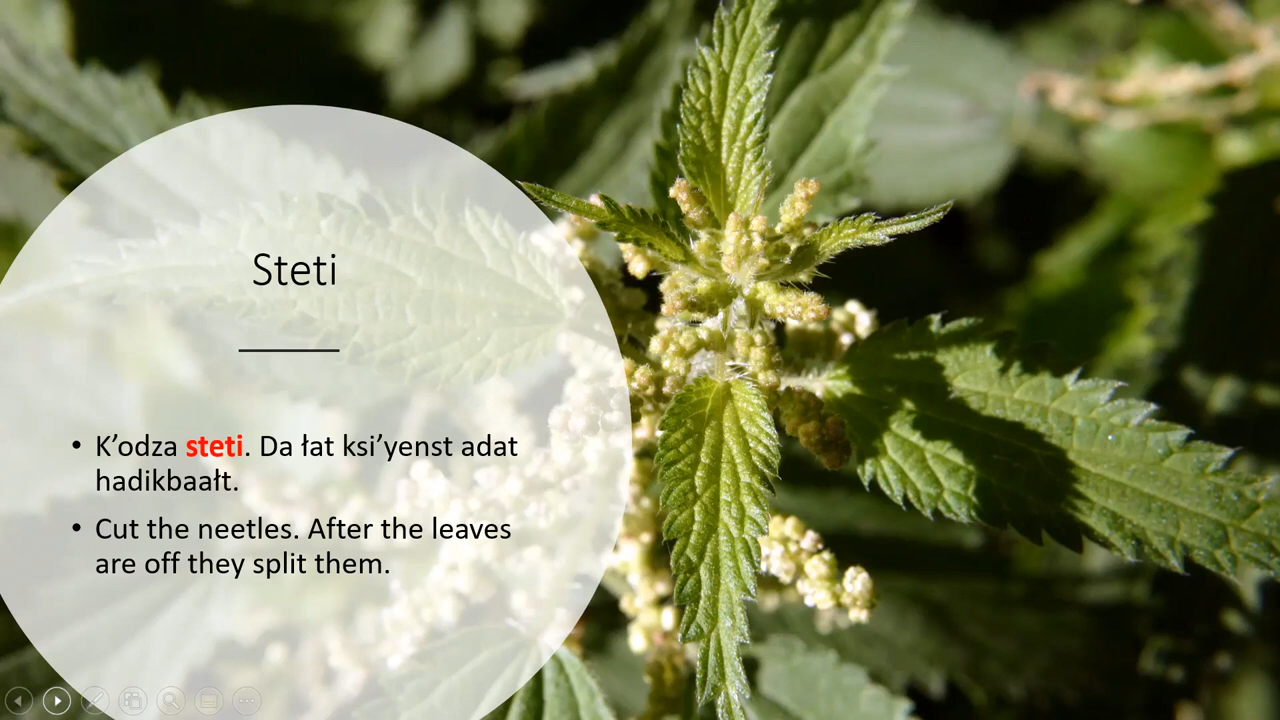 Steti
• K’odza steti. Da łat ksi’yenst adat
hadikbaałt.
• Cut the neetles. After the leaves
are off they split them.